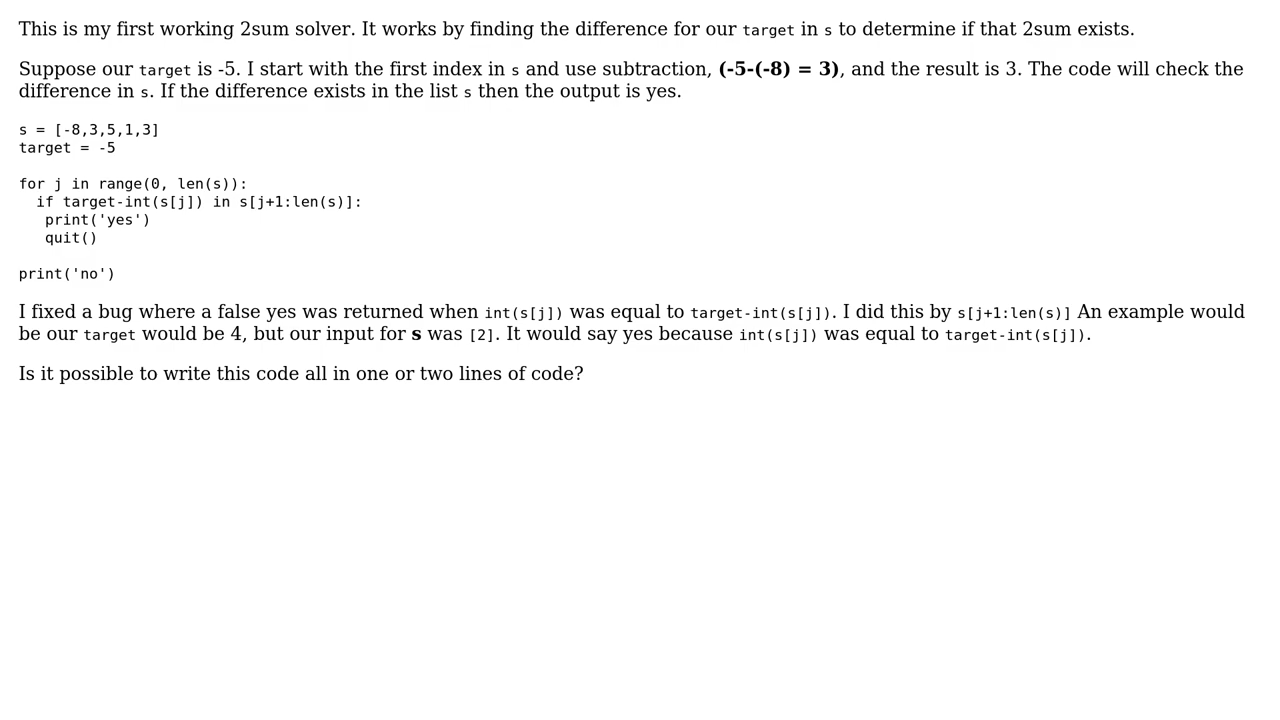 This is my first working 2sum solver. It works by finding the difference for our target in s to determine if that 2sum exists.
Suppose our target is -5. I start with the first index in s and use subtraction, (-5-(-8) = 3), and the result is 3. The code will check the
difference in s. If the difference exists in the list s then the output is yes.
s = [-8,3,5,1,3]
target = -5
for j in range(0, len(s)):
  if target-int(s[j]) in s[j+1:len(s)]:
   print('yes')
   quit()
print('no')
I fixed a bug where a false yes was returned when int(s[j]) was equal to target-int(s[j]). I did this by s[j+1:len(s)] An example would
be our target would be 4, but our input for s was [2]. It would say yes because int(s[j]) was equal to target-int(s[j]).
Is it possible to write this code all in one or two lines of code?